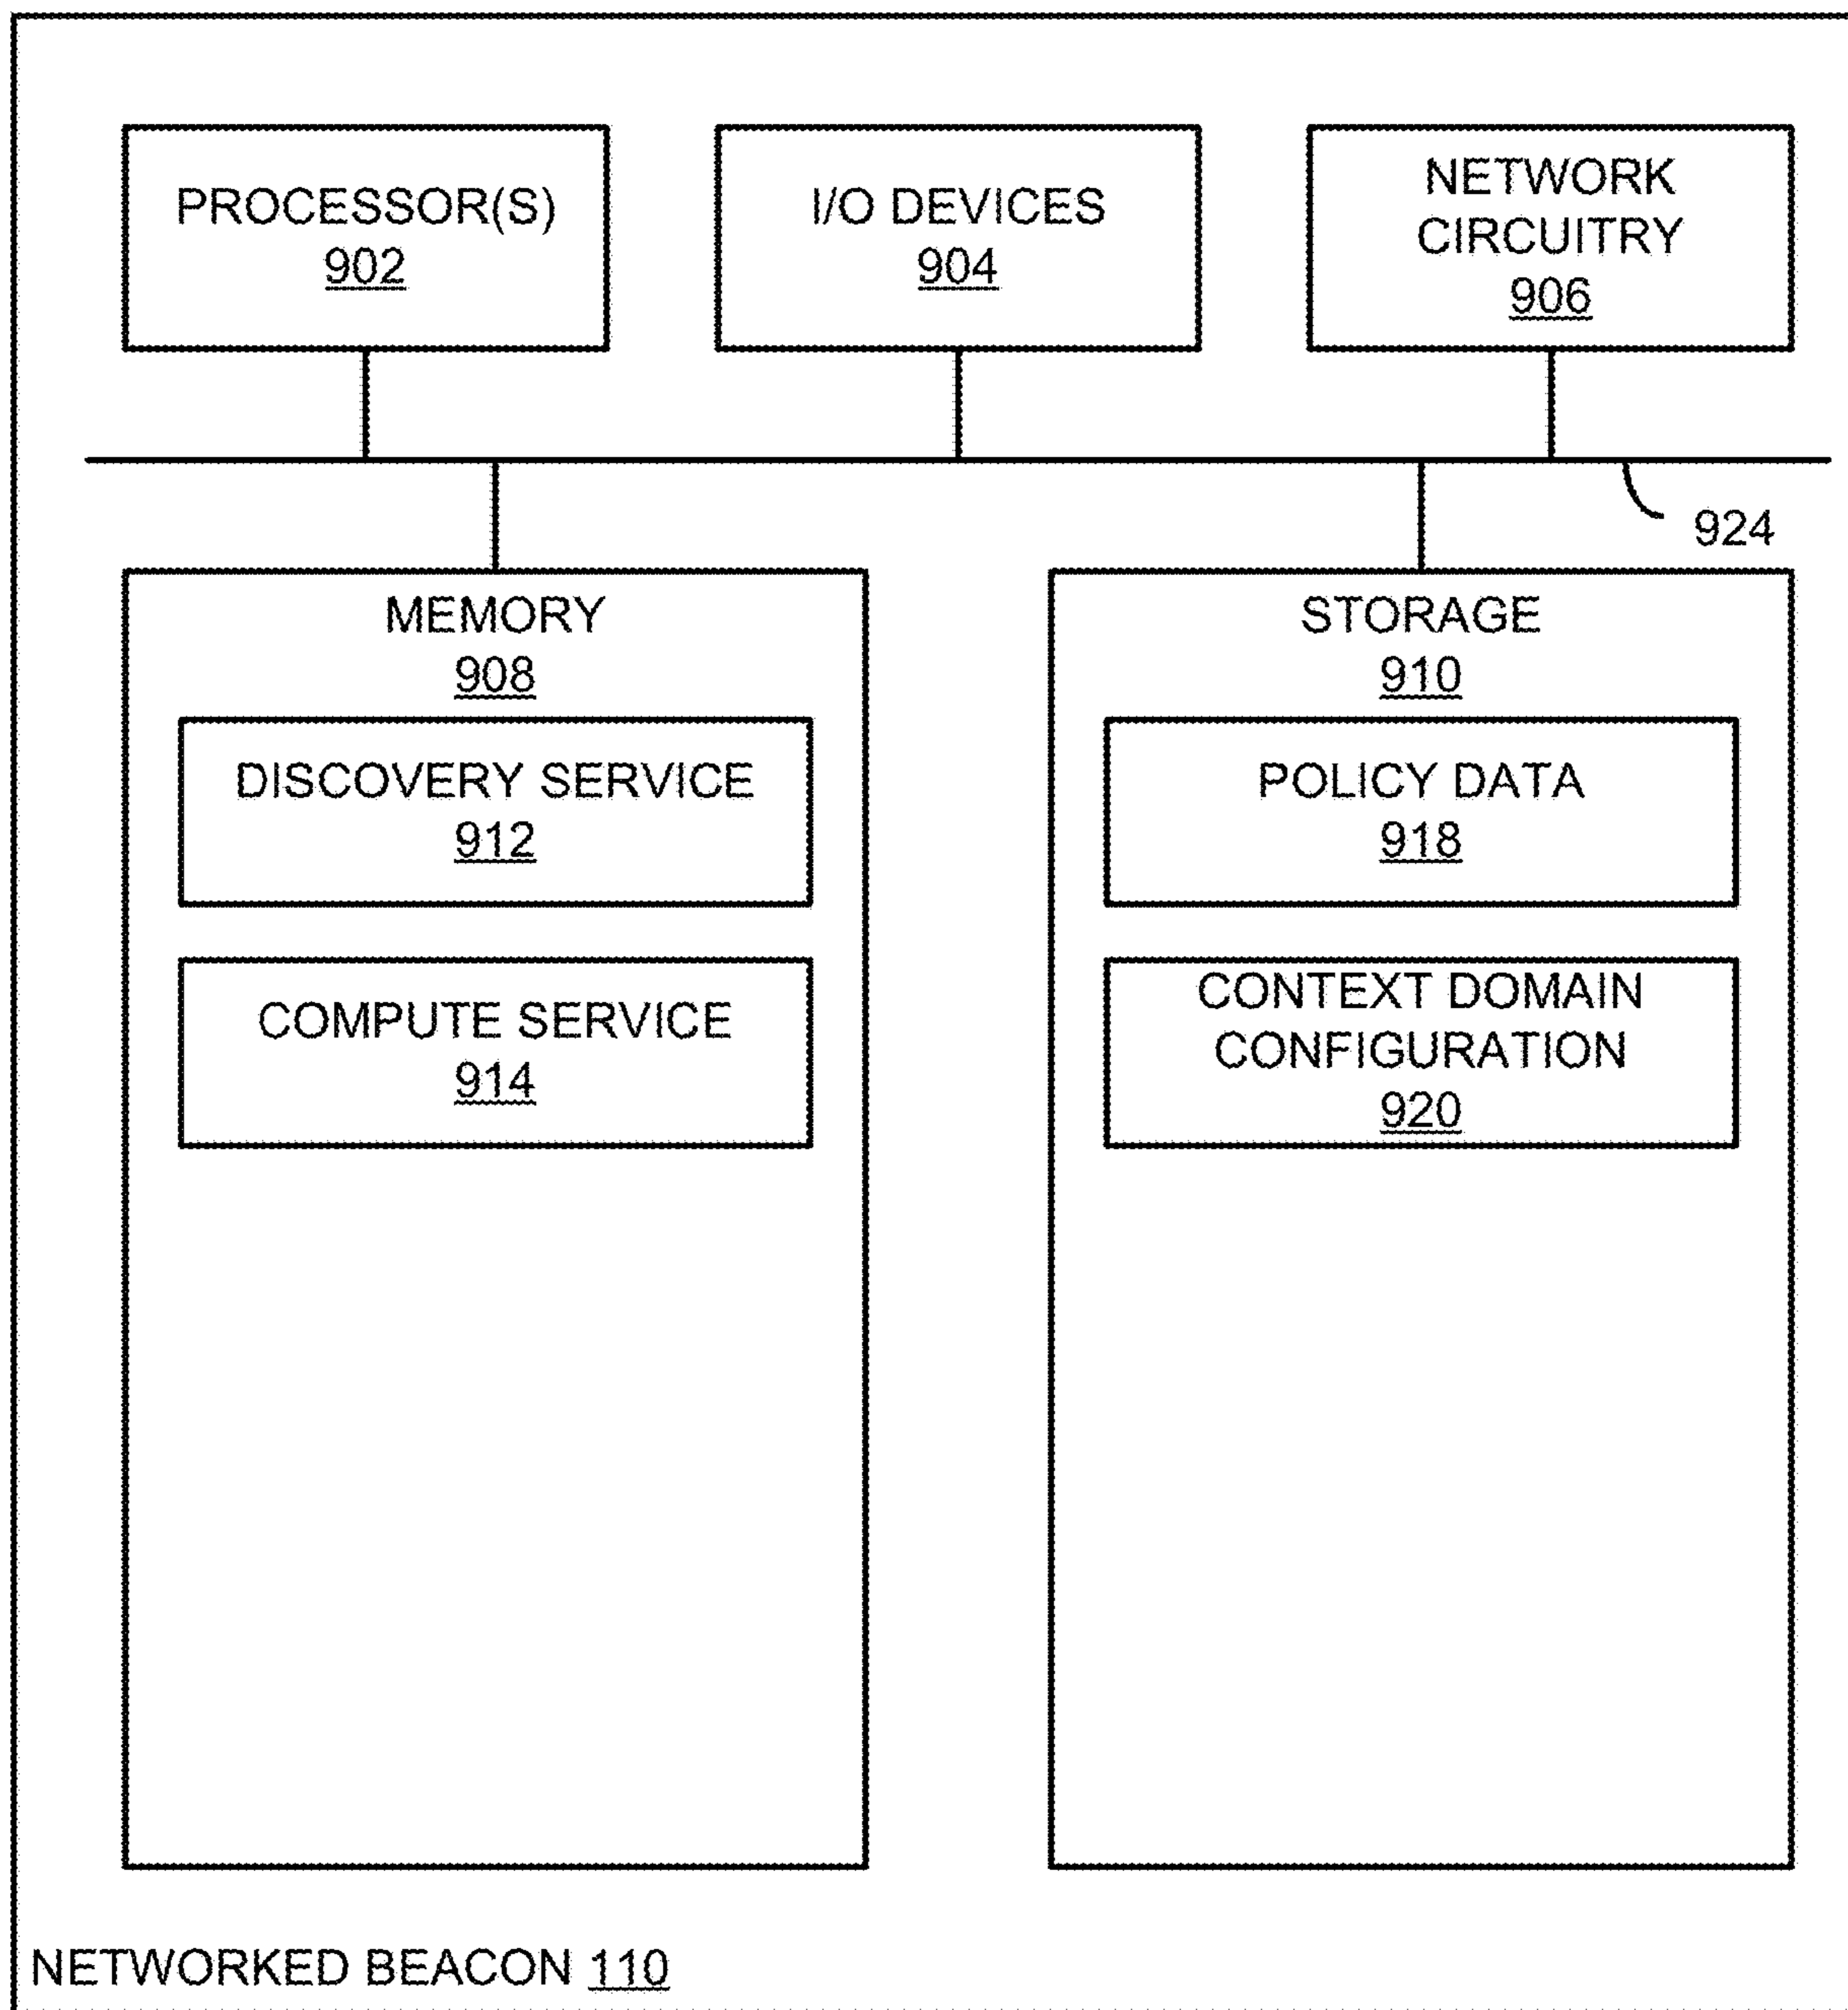 PROCESSOR(S)
902
I/O DEVICES
904
NETWORK
CIRCUITRY
906
924
MEMORY
908
DISCOVERY SERVICE
912
COMPUTE SERVICE
914
STORAGE
910
POLICY DATA
918
CONTEXT DOMAIN
CONFIGURATION
920
NETWORKED BEACON 110